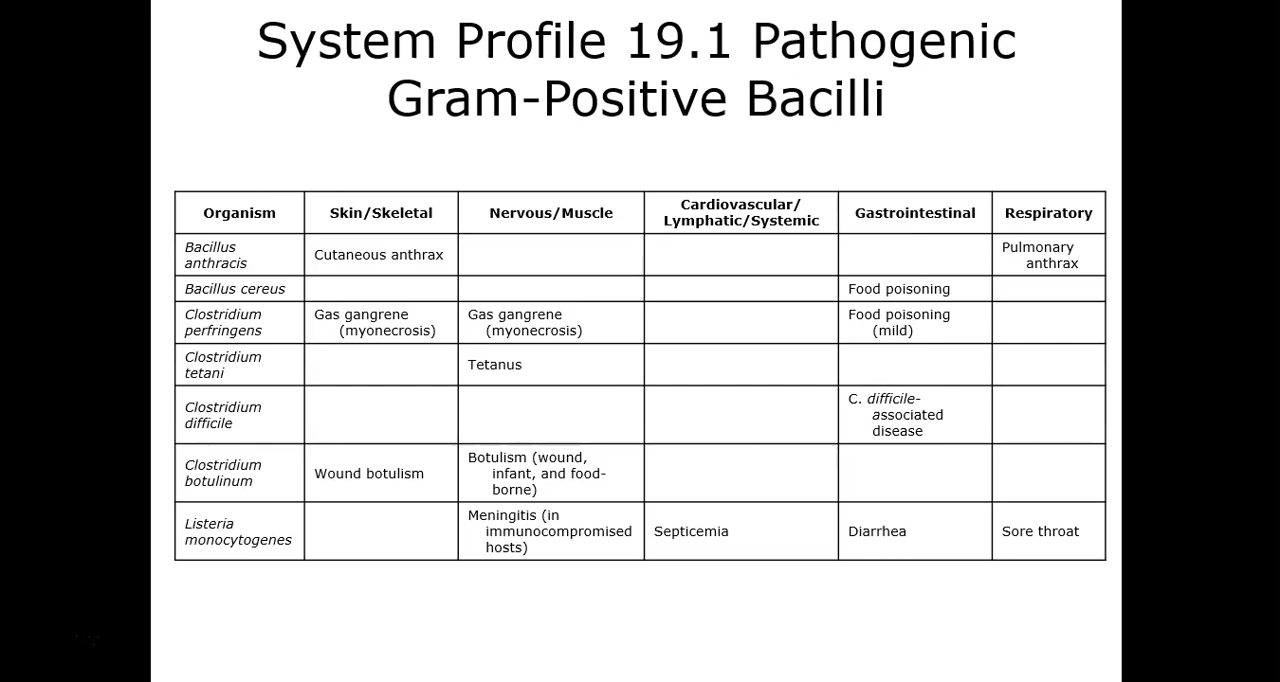 System Profile 19.1 Pathogenic
Gram-Positive Bacilli
Organism
Skin/Skeletal
Nervous/Muscle
Cardiovascular/
Lymphatic/Systemic
Gastrointestinal
Respiratory
Bacillus
anthracis
Cutaneous anthrax
Pulmonary
anthrax
Bacillus cereus
Food poisoning
Clostridium
perfringens
Gas gangrene
(myonecrosis)
Gas gangrene
(myonecrosis)
Food poisoning
(mild)
Clostridium
tetani
Tetanus
Clostridium
difficile
C. difficile-
associated
disease
Clostridium
botulinum
Wound botulism
Botulism (wound,
infant, and food-
borne)
Listeria
monocytogenes
Meningitis (in
immunocompromised
hosts)
Septicemia
Diarrhea
Sore throat